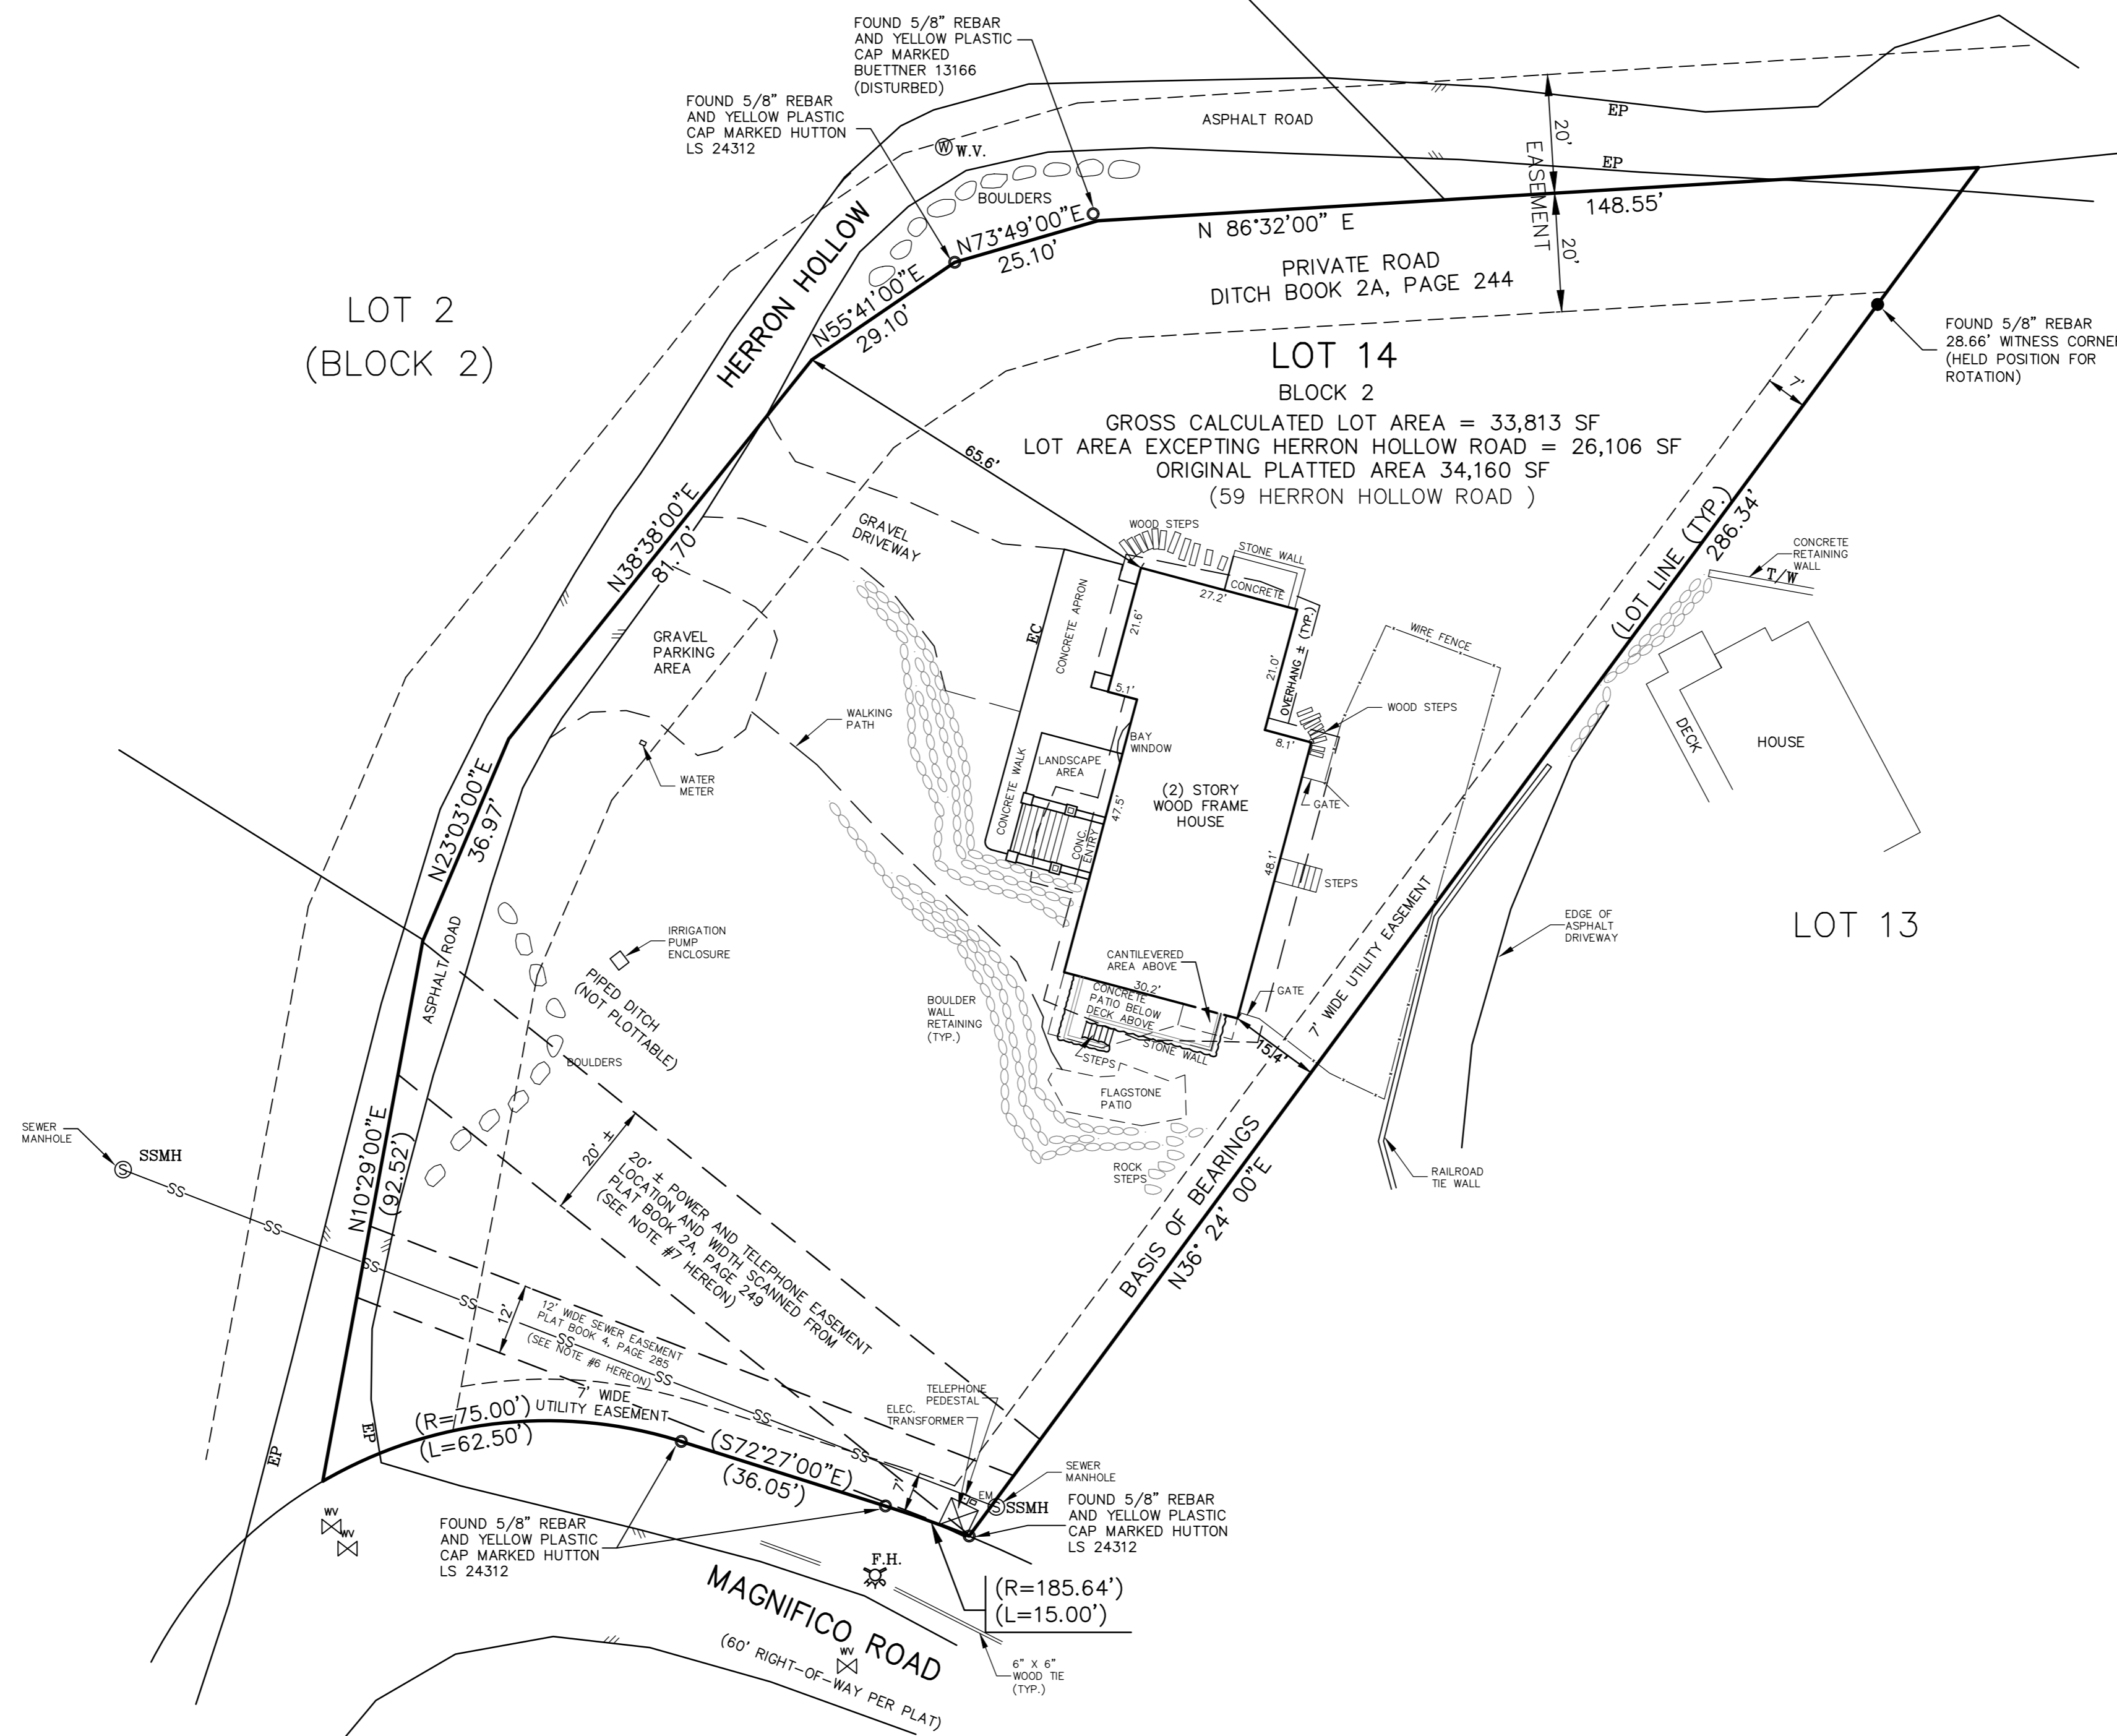 FOUND 5/8" REBAR
AND YELLOW PLASTIC
CAP MARKED
BUETTNER 13166
(DISTURBED)
FOUND 5/8" REBAR
AND YELLOW PLASTIC
CAP MARKED HUTTON
LS 24312
W
W.V.
ASPHALT ROAD
EP
EP
20'
EASEMENT
20'
BOULDERS
N73°49'00"E
25.10'
N 86°32'00" E
148.55'
PRIVATE ROAD
DITCH BOOK 2A, PAGE 244
HERRON HOLLOW
N55°41'00"E
29.10'
LOT 2
(BLOCK 2)
LOT 14
BLOCK 2
GROSS CALCULATED LOT AREA = 33,813 SF
LOT AREA EXCEPTING HERRON HOLLOW ROAD = 26,106 SF
ORIGINAL PLATTED AREA 34,160 SF
(59 HERRON HOLLOW ROAD )
FOUND 5/8" REBAR
28.66' WITNESS CORNER
(HELD POSITION FOR
ROTATION)
7'
65.6'
N38°38'00"E
81.70'
GRAVEL
DRIVEWAY
WOOD STEPS
STONE WALL
CONCRETE
27.2'
21.6'
EC
CONCRETE APRON
5.1'
21.0'
OVERHANG ± (TYP.)
WIRE FENCE
(LOT LINE (TYP.)
286.34'
CONCRETE
RETAINING
WALL
T/W
GRAVEL
PARKING
AREA
WALKING
PATH
WATER
METER
BAY
WINDOW
LANDSCAPE
AREA
CONCRETE WALK
47.5'
CONC.
ENTRY
8.1'
WOOD STEPS
GATE
(2) STORY
WOOD FRAME
HOUSE
48.1'
STEPS
DECK
HOUSE
LOT 13
EDGE OF
ASPHALT
DRIVEWAY
N23°03'00"E
36.97'
ASPHALT ROAD
IRRIGATION
PUMP
ENCLOSURE
PIPED DITCH
(NOT PLOTTABLE)
BOULDERS
BOULDER
WALL
RETAINING
(TYP.)
CANTILEVERED
AREA ABOVE
30.2'
CONCRETE
PATIO BELOW
DECK ABOVE
STEPS
STONE WALL
GATE
15.4'
7' WIDE UTILITY EASEMENT
FLAGSTONE
PATIO
ROCK
STEPS
RAILROAD
TIE WALL
BASIS OF BEARINGS
N36° 24' 00"E
SEWER
MANHOLE
S
SSMH
SS
SS
SS
SS
SS
SS
SS
SS
N10°29'00"E
(92.52')
20' ±
20' ± POWER AND TELEPHONE EASEMENT
LOCATION AND WIDTH SCANNED FROM
PLAT BOOK 2A, PAGE 249
(SEE NOTE #7 HEREON)
12'
12' WIDE SEWER EASEMENT
PLAT BOOK 4, PAGE 285
(SEE NOTE #6 HEREON)
7' WIDE
UTILITY EASEMENT
(R=75.00')
(L=62.50')
(S72°27'00"E)
(36.05')
7'
ELEC.
TRANSFORMER
TELEPHONE
PEDESTAL
EM
S
SSMH
SEWER
MANHOLE
FOUND 5/8" REBAR
AND YELLOW PLASTIC
CAP MARKED HUTTON
LS 24312
EP
EP
WV
WV
FOUND 5/8" REBAR
AND YELLOW PLASTIC
CAP MARKED HUTTON
LS 24312
F.H.
(R=185.64')
(L=15.00')
MAGNIFICO ROAD
(60' RIGHT-OF-WAY PER PLAT)
WV
6" X 6"
WOOD TIE
(TYP.)